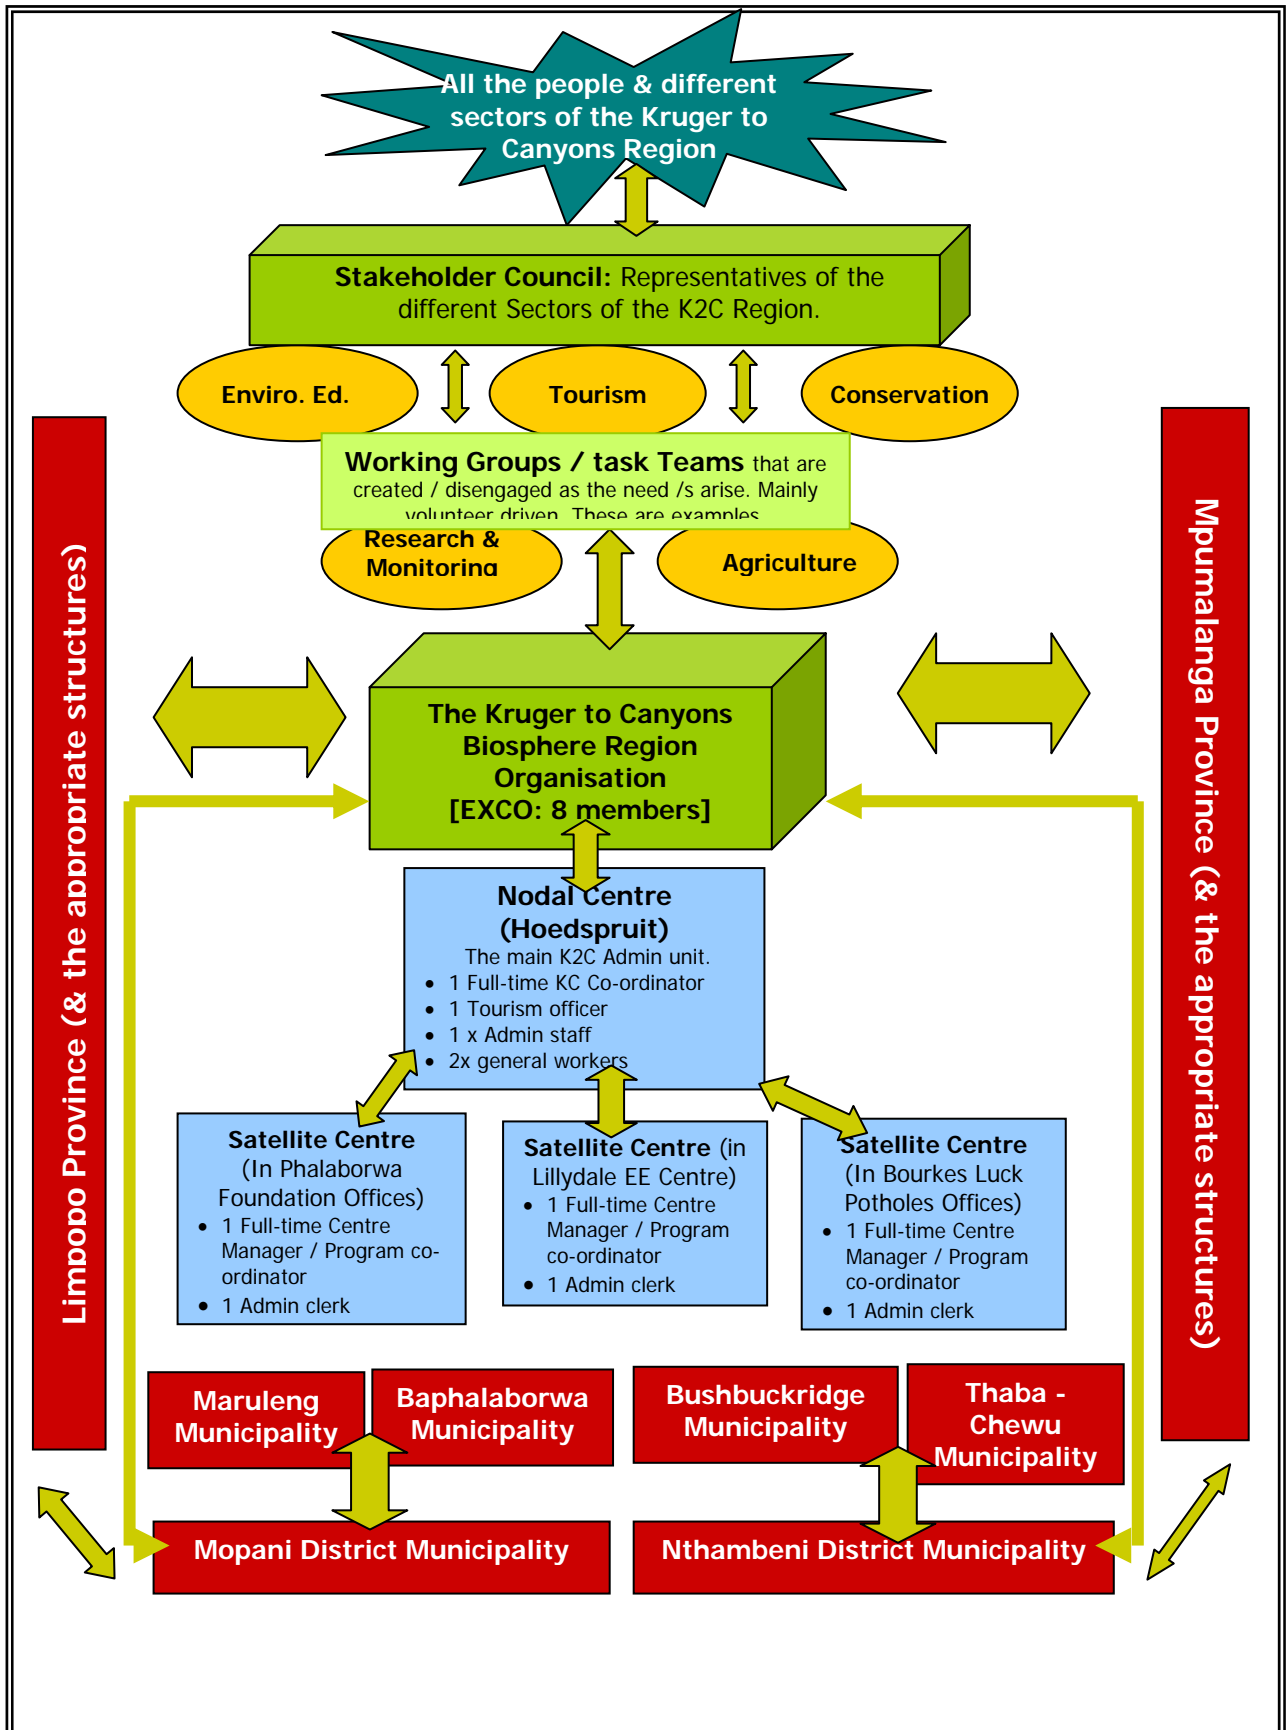 All the people & different
sectors of the Kruger to
Canyons Region
Stakeholder Council: Representatives of the
different Sectors of the K2C Region.
Enviro. Ed.
Tourism
Conservation
Working Groups / task Teams that are
created / disengaged as the need /s arise. Mainly
volunteer driven. These are examples
Research &
Monitoring
Agriculture
Limbopo Province (& the appropriate structures)
Mpumalanga Province (& the appropriate structures)
The Kruger to Canyons
Biosphere Region
Organisation
[EXCO: 8 members]
Nodal Centre
(Hoedspruit)
The main K2C Admin unit.
• 1 Full-time KC Co-ordinator
• 1 Tourism officer
• 1 x Admin staff
• 2x general workers
Satellite Centre
(In Phalaborwa
Foundation Offices)
• 1 Full-time Centre
Manager / Program co-
ordinator
• 1 Admin clerk
Satellite Centre (in
Lillydale EE Centre)
• 1 Full-time Centre
Manager / Program
co-ordinator
• 1 Admin clerk
Satellite Centre
(In Bourkes Luck
Potholes Offices)
• 1 Full-time Centre
Manager / Program
co-ordinator
• 1 Admin clerk
Maruleng
Municipality
Baphalaborwa
Municipality
Bushbuckridge
Municipality
Thaba -
Chewu
Municipality
Mopani District Municipality
Nthambeni District Municipality